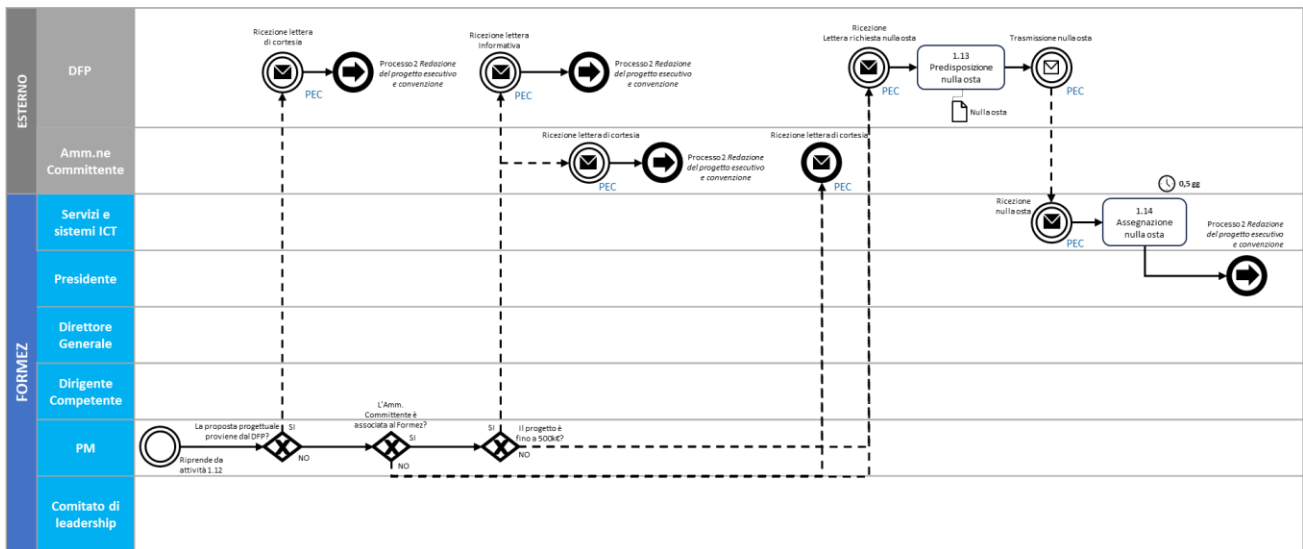 ESTERNO
DFP
Ricezione lettera
di cortesia
PEC
Processo 2 Redazione
del progetto esecutivo
e convenzione
Ricezione lettera
Informativa
PEC
Processo 2 Redazione
del progetto esecutivo
e convenzione
Ricezione
Lettera richiesta nulla osta
PEC
1.13
Predisposizione
nulla osta
Nulla osta
Trasmissione nulla osta
PEC
Amm.ne
Committente
Ricezione lettera di cortesia
PEC
Processo 2 Redazione
del progetto esecutivo
e convenzione
Ricezione lettera di cortesia
PEC
FORMEZ
Servizi e
sistemi ICT
Ricezione
nulla osta
PEC
0,5 gg
1.14
Assegnazione
nulla osta
Processo 2 Redazione
del progetto esecutivo
e convenzione
Presidente
Direttore
Generale
Dirigente
Competente
PM
Riprende da
attività 1.12
La proposta progettuale
proviene dal DFP?
SI
NO
L'Amm.
Committente è
associata al Formez?
SI
NO
SI
Il progetto è
fino a 500k€?
NO
Comitato di
leadership